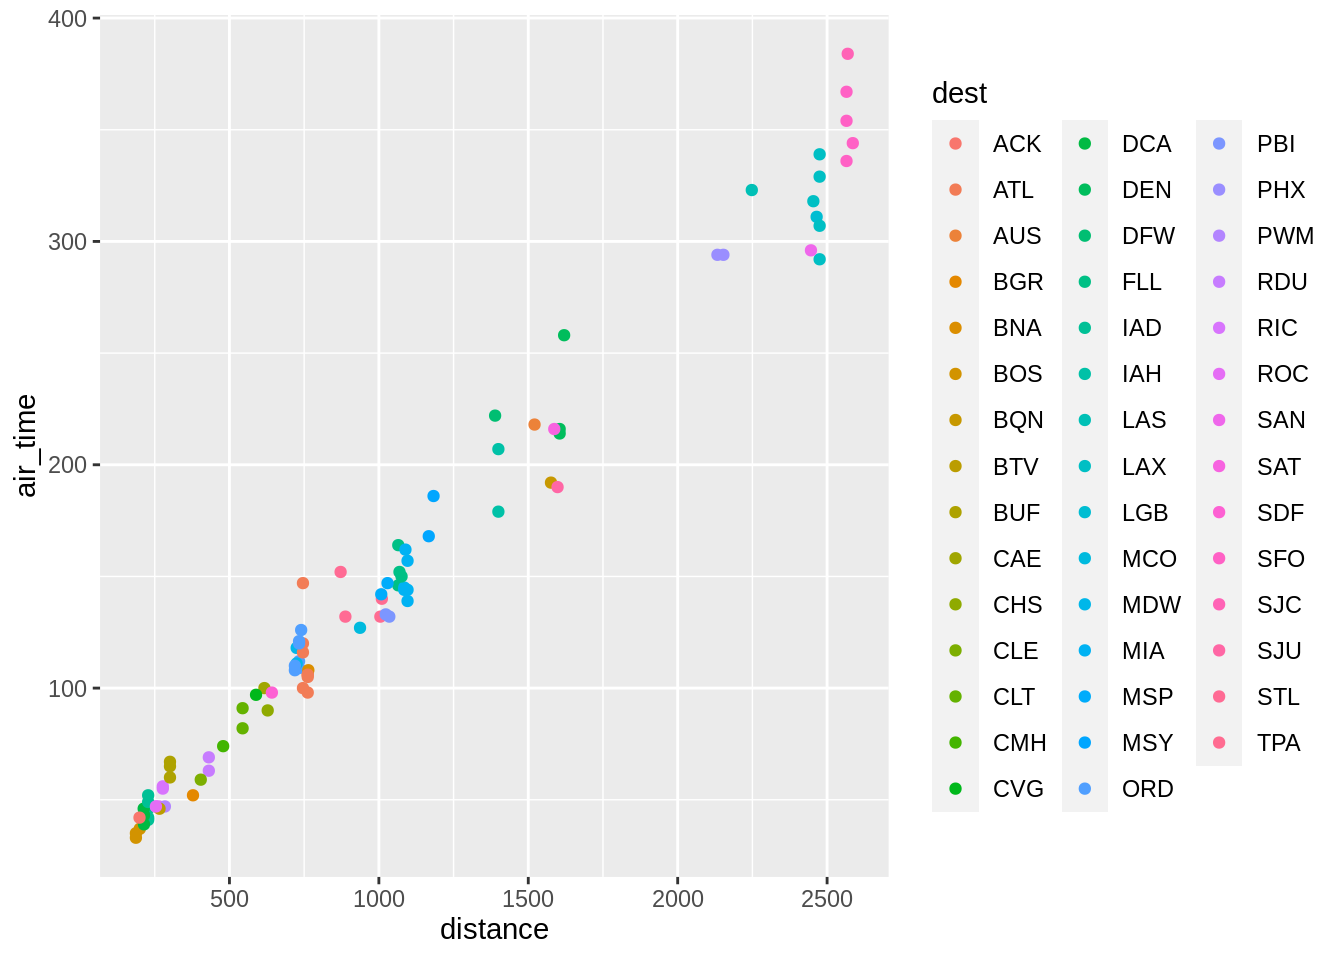 400
300
200
100
air_time
500 1000 1500 2000 2500
distance
dest
ACK DCA PBI
ATL DEN PHX
AUS DFW PWM
BGR FLL RDU
BNA IAD RIC
BOS IAH ROC
BQN LAS SAN
BTV LAX SAT
BUF LGB SDF
CAE MCO SFO
CHS MDW SJC
CLE MIA SJU
CLT MSP STL
CMH MSY TPA
CVG ORD